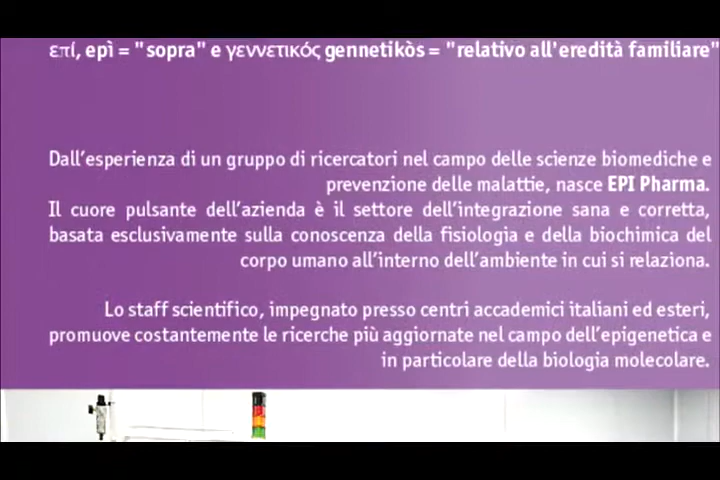 επί, epì = "sopra" e γεννετικός gennetikòs = "relativo all'eredità familiare"
Dall'esperienza di un gruppo di ricercatori nel campo delle scienze biomediche e
prevenzione delle malattie, nasce EPI Pharma.
Il cuore pulsante dell'azienda è il settore dell'integrazione sana e corretta,
basata esclusivamente sulla conoscenza della fisiologia e della biochimica del
corpo umano all'interno dell'ambiente in cui si relaziona.
Lo staff scientifico, impegnato presso centri accademici italiani ed esteri,
promuove costantemente le ricerche più aggiornate nel campo dell'epigenetica e
in particolare della biologia molecolare.